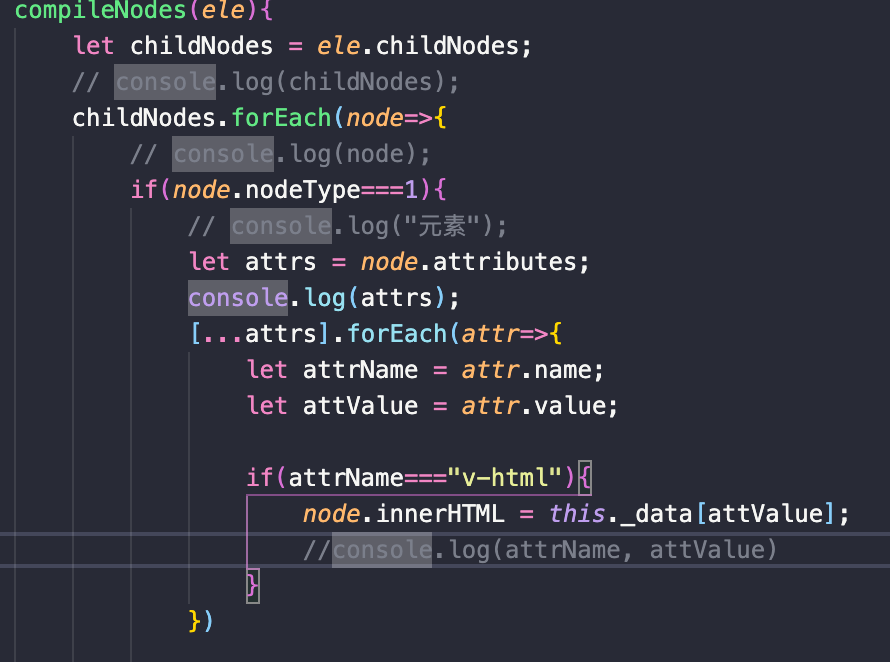 compileNodes(ele){
let childNodes = ele.childNodes;
// console.log(childNodes);
childNodes.forEach(node=>{
// console.log(node);
if(node.nodeType===1){
// console.log("元素");
let attrs = node.attributes;
console.log(attrs);
[...attrs].forEach(attr=>{
let attrName = attr.name;
let attValue = attr.value;
if(attrName==="v-html"){
node.innerHTML = this._data[attValue];
//console.log(attrName, attValue)
}
})